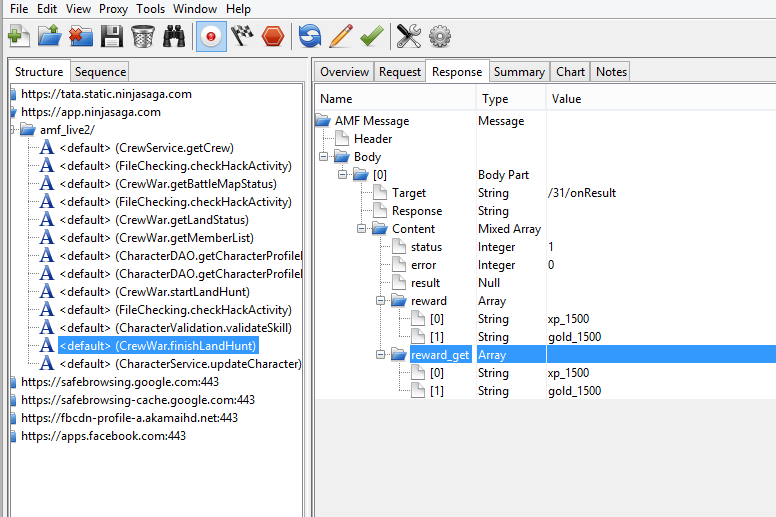 File Edit View Proxy Tools Window Help
Structure Sequence
https://tata.static.ninjasaga.com
https://app.ninjasaga.com
amf_live2/
<default> (CrewService.getCrew)
<default> (FileChecking.checkHackActivity)
<default> (CrewWar.getBattleMapStatus)
<default> (FileChecking.checkHackActivity)
<default> (CrewWar.getLandStatus)
<default> (CrewWar.getMemberList)
<default> (CharacterDAO.getCharacterProfileI
<default> (CharacterDAO.getCharacterProfileI
<default> (CrewWar.startLandHunt)
<default> (FileChecking.checkHackActivity)
<default> (CharacterValidation.validateSkill)
<default> (CrewWar.finishLandHunt)
<default> (CharacterService.updateCharacter)
https://safebrowsing.google.com:443
https://safebrowsing-cache.google.com:443
https://fbcdn-profile-a.akamaihd.net:443
https://apps.facebook.com:443
Overview Request Response Summary Chart Notes
Name Type Value
AMF Message Message
Header
Body
[0] Body Part
Target String /31/onResult
Response String
Content Mixed Array
status Integer 1
error Integer 0
result Null
reward Array
[0] String xp_1500
[1] String gold_1500
reward_get Array
[0] String xp_1500
[1] String gold_1500